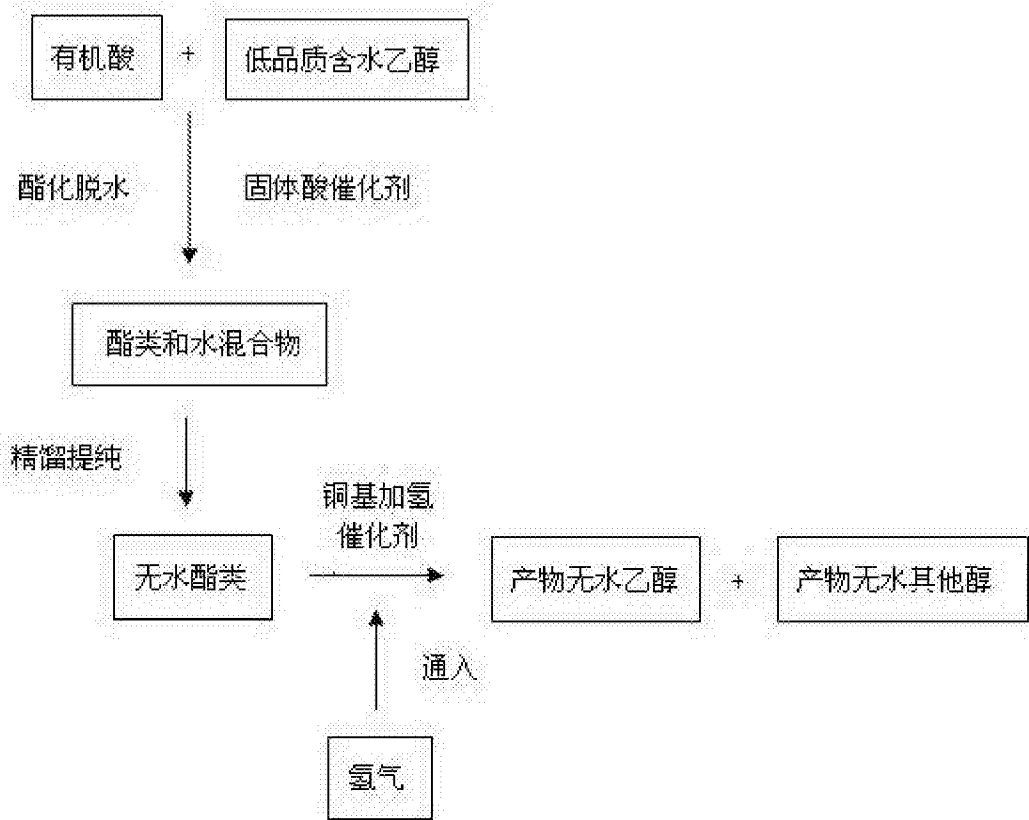 有机酸
+
低品质含水乙醇
酯化脱水
固体酸催化剂
酯类和水混合物
精馏提纯
铜基加氢
催化剂
无水酯类
产物无水乙醇
+
产物无水其他醇
通入
氢气